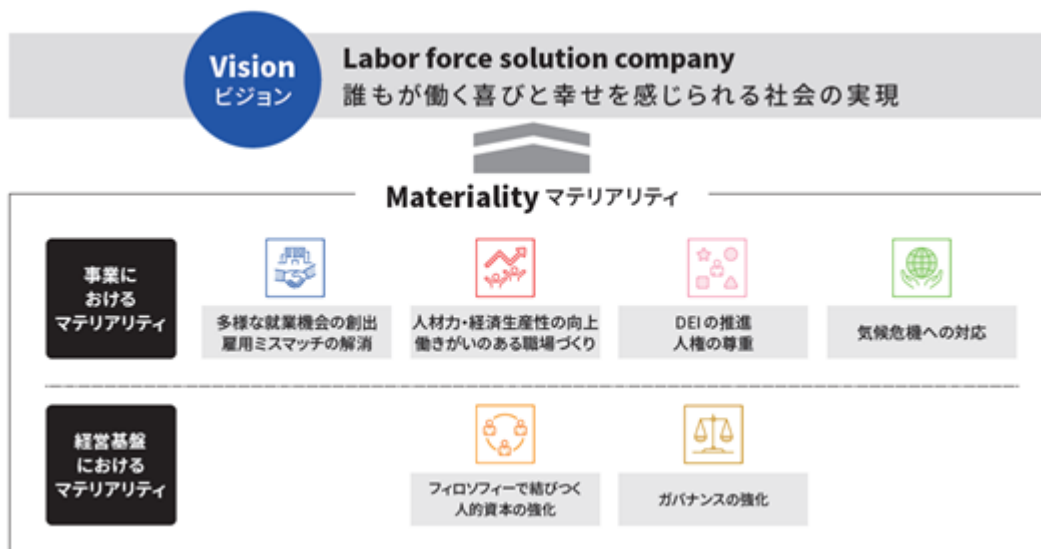 Vision
ビジョン
Labor force solution company
誰もが働く喜びと幸せを感じられる社会の実現
Materiality マテリアリティ
事業に
おける
マテリアリティ
多様な就業機会の創出
雇用ミスマッチの解消
人材力・経済生産性の向上
働きがいのある職場づくり
DEIの推進
人権の尊重
気候危機への対応
経営基盤
における
マテリアリティ
フィロソフィーで結びつく
人的資本の強化
ガバナンスの強化